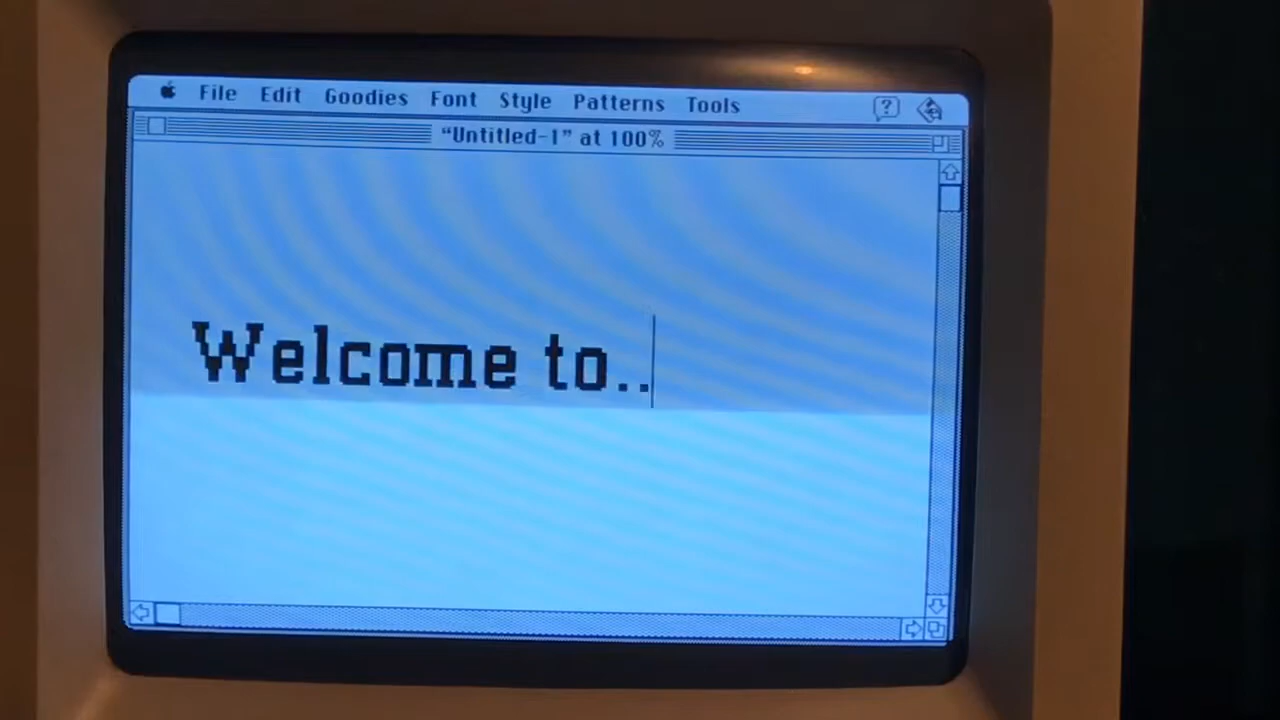 File Edit Goodies Font Style Patterns Tools ?
“Untitled-1” at 100%
Welcome to..